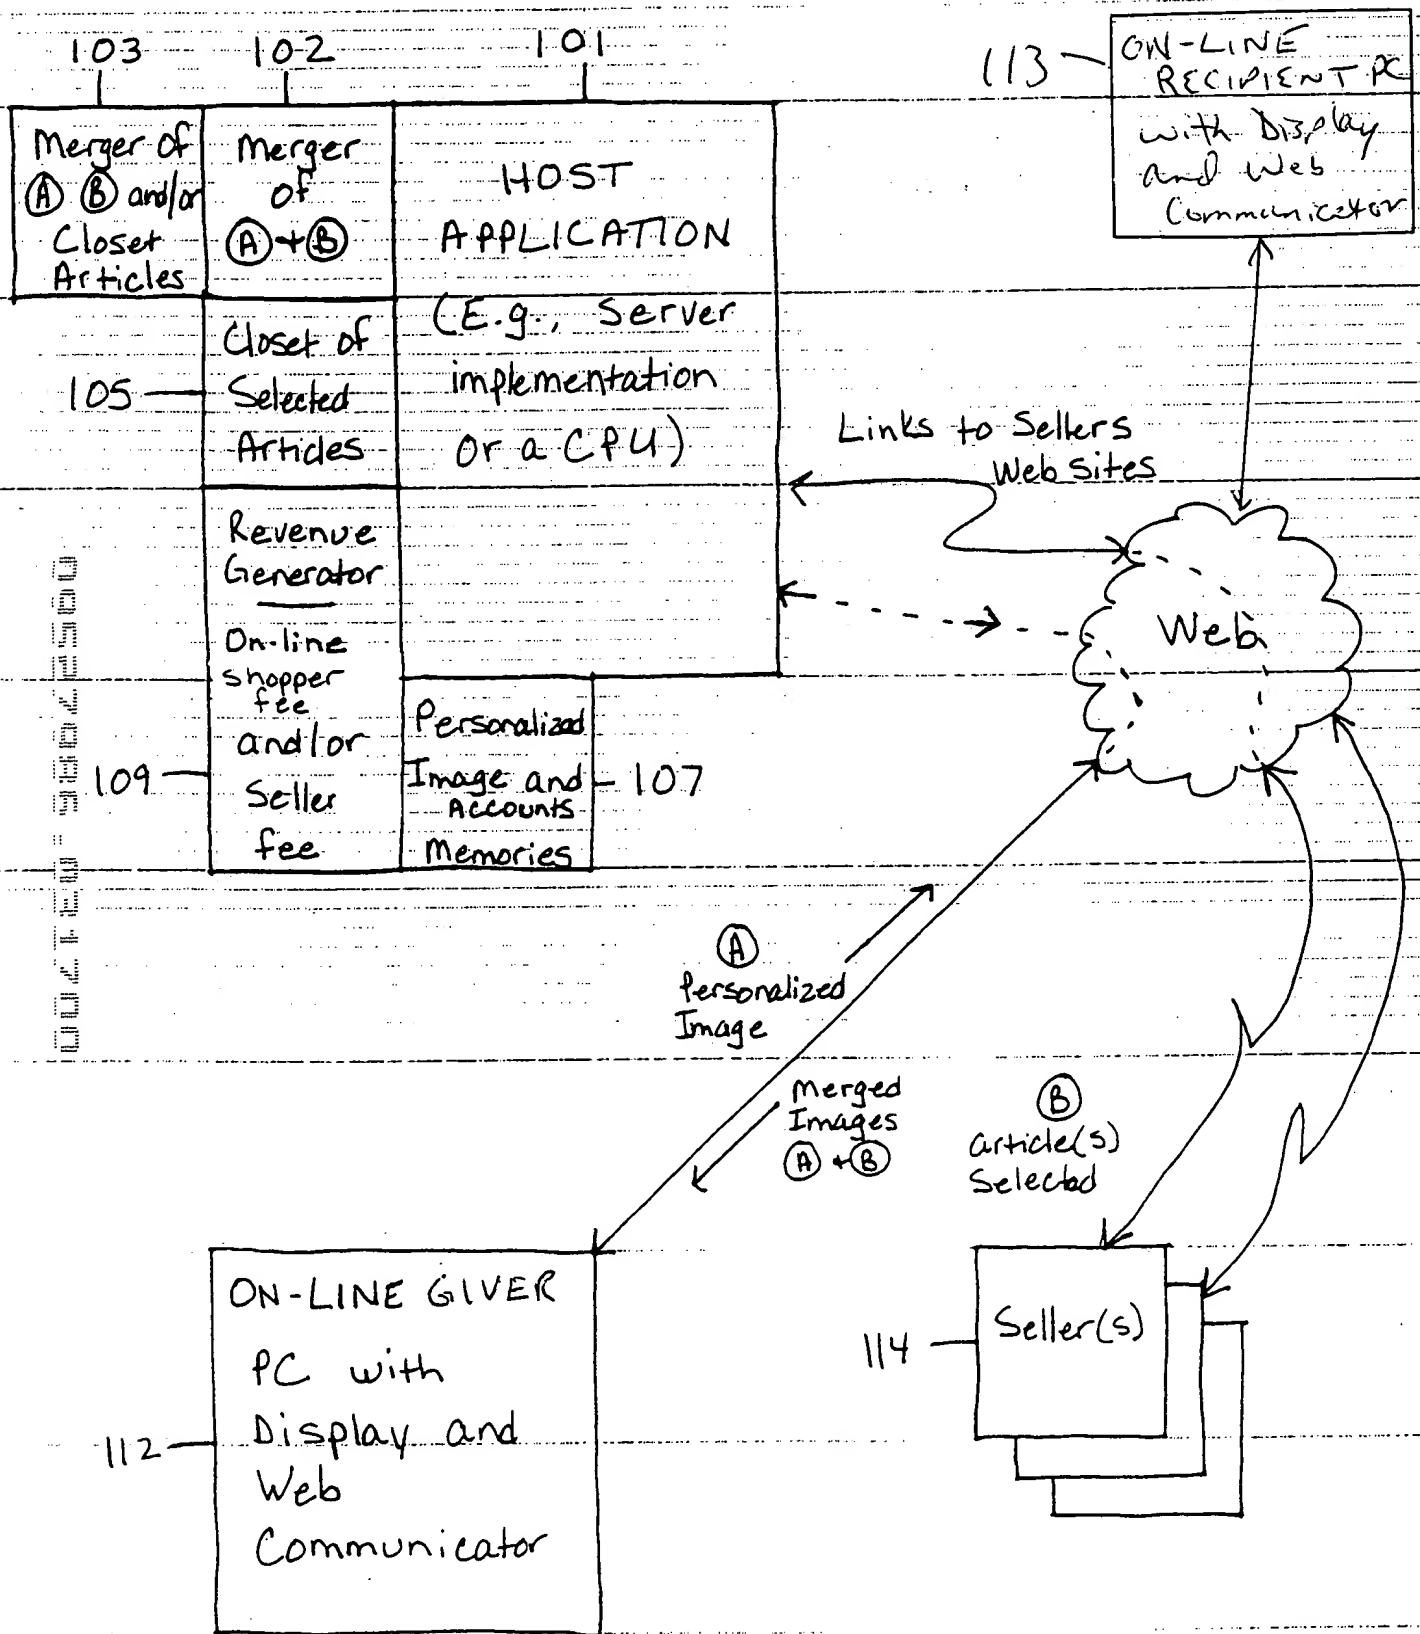 103
102
101
113
ON-LINE
RECIPIENT PC
with Display
and Web
Communicator
Merger of
Ⓐ Ⓑ and/or
Closet
Articles
Merger
of
Ⓐ+Ⓑ
HOST
APPLICATION
(E.g., Server
implementation
or a CPU)
105
Closet of
Selected
Articles
Links to Sellers
Web Sites
Revenue
Generator
On-line
shopper
fee
and/or
Seller
fee
109
Personalized
Image and
Accounts
Memories
107
Web
Ⓐ
Personalized
Image
Merged
Images
Ⓐ+Ⓑ
Ⓑ
article(s)
Selected
ON-LINE GIVER
PC with
Display and
Web
Communicator
112
114
Seller(s)